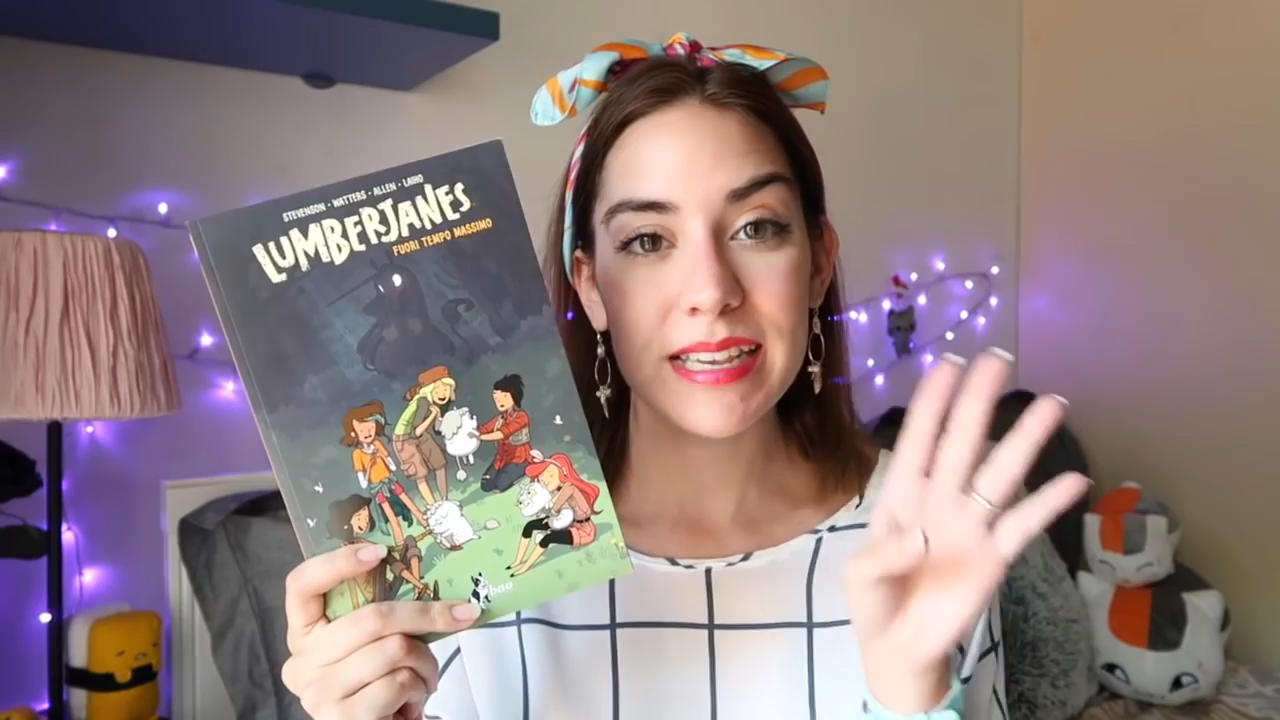 STEVENSON • WATTERS • ALLEN • LAIHO
LUMBERJANES
FUORI TEMPO MASSIMO
bao